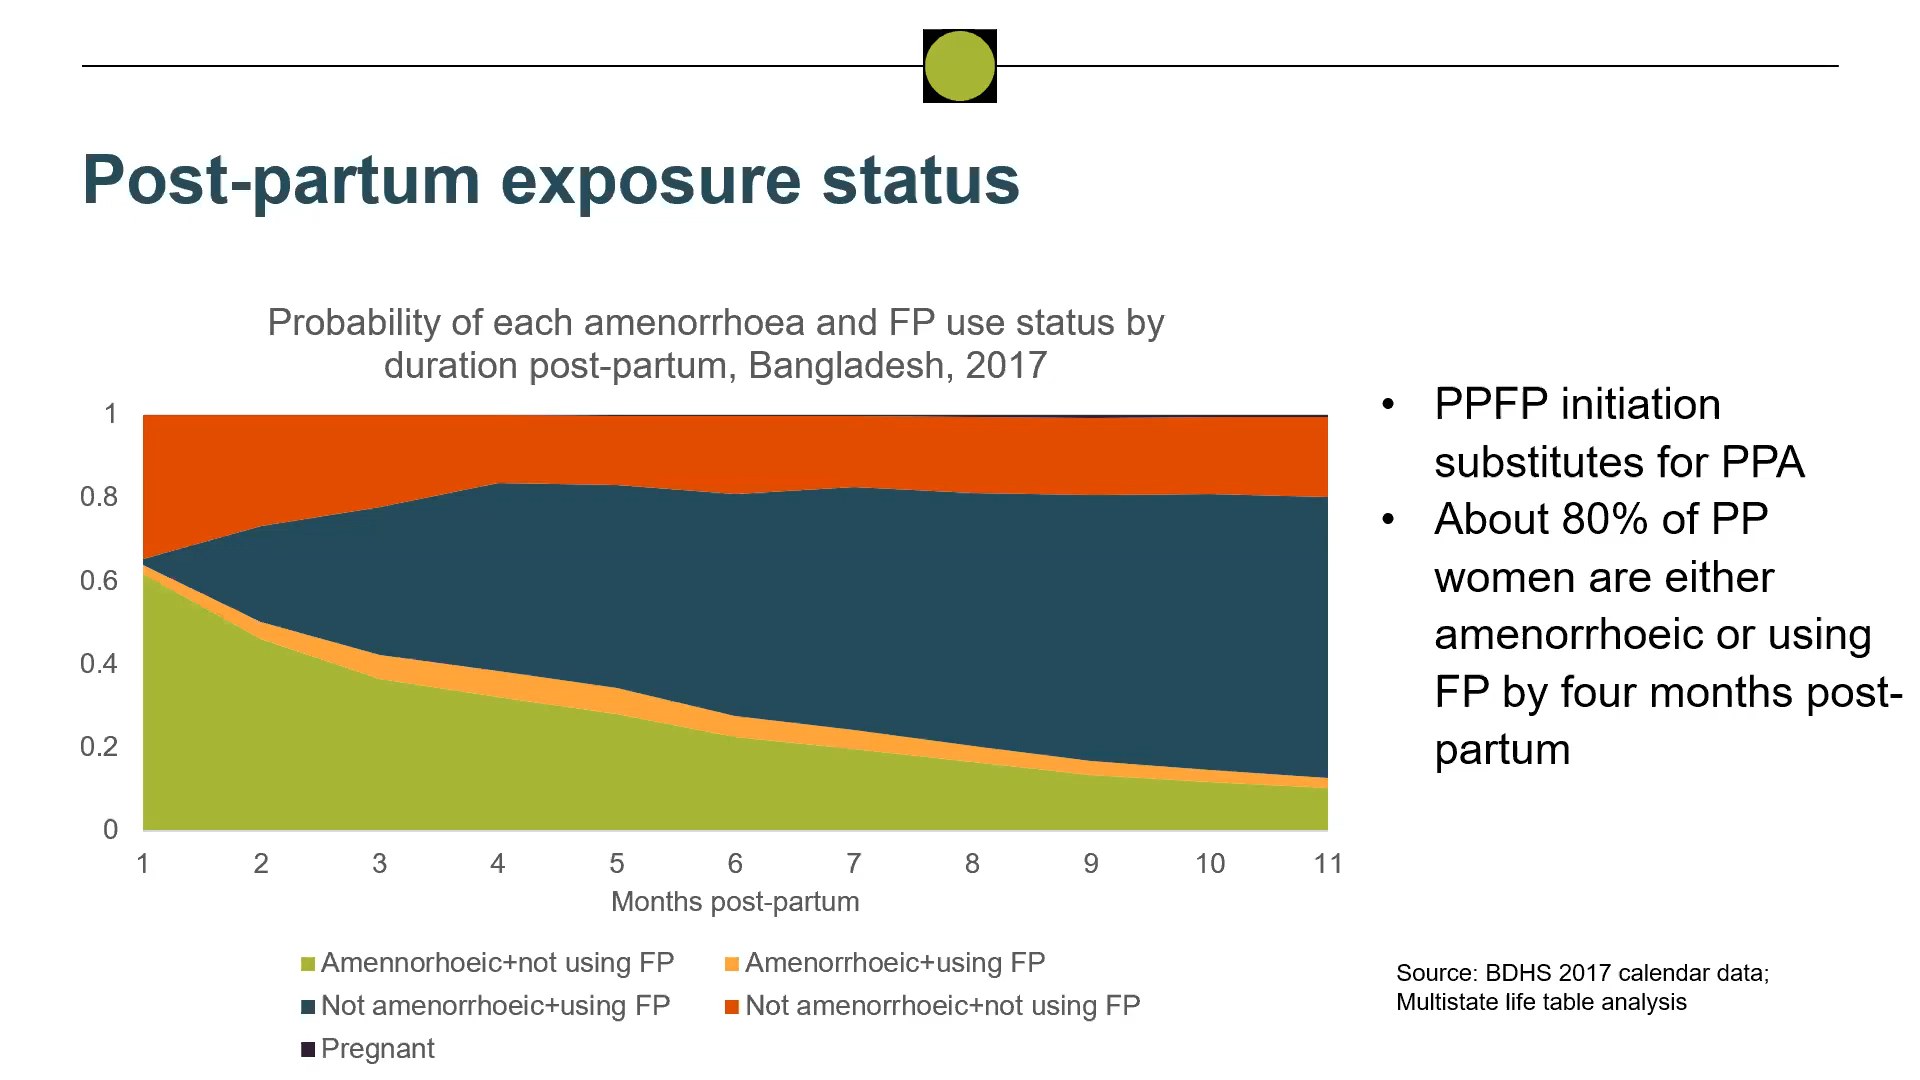 Post-partum exposure status
Probability of each amenorrhoea and FP use status by
duration post-partum, Bangladesh, 2017
1
0.8
0.6
0.4
0.2
0
1 2 3 4 5 6 7 8 9 10 11
Months post-partum
Amennorhoeic+not using FP
Amenorrhoeic+using FP
Not amenorrhoeic+using FP
Not amenorrhoeic+not using FP
Pregnant
• PPFP initiation
substitutes for PPA
• About 80% of PP
women are either
amenorrhoeic or using
FP by four months post-
partum
Source: BDHS 2017 calendar data;
Multistate life table analysis